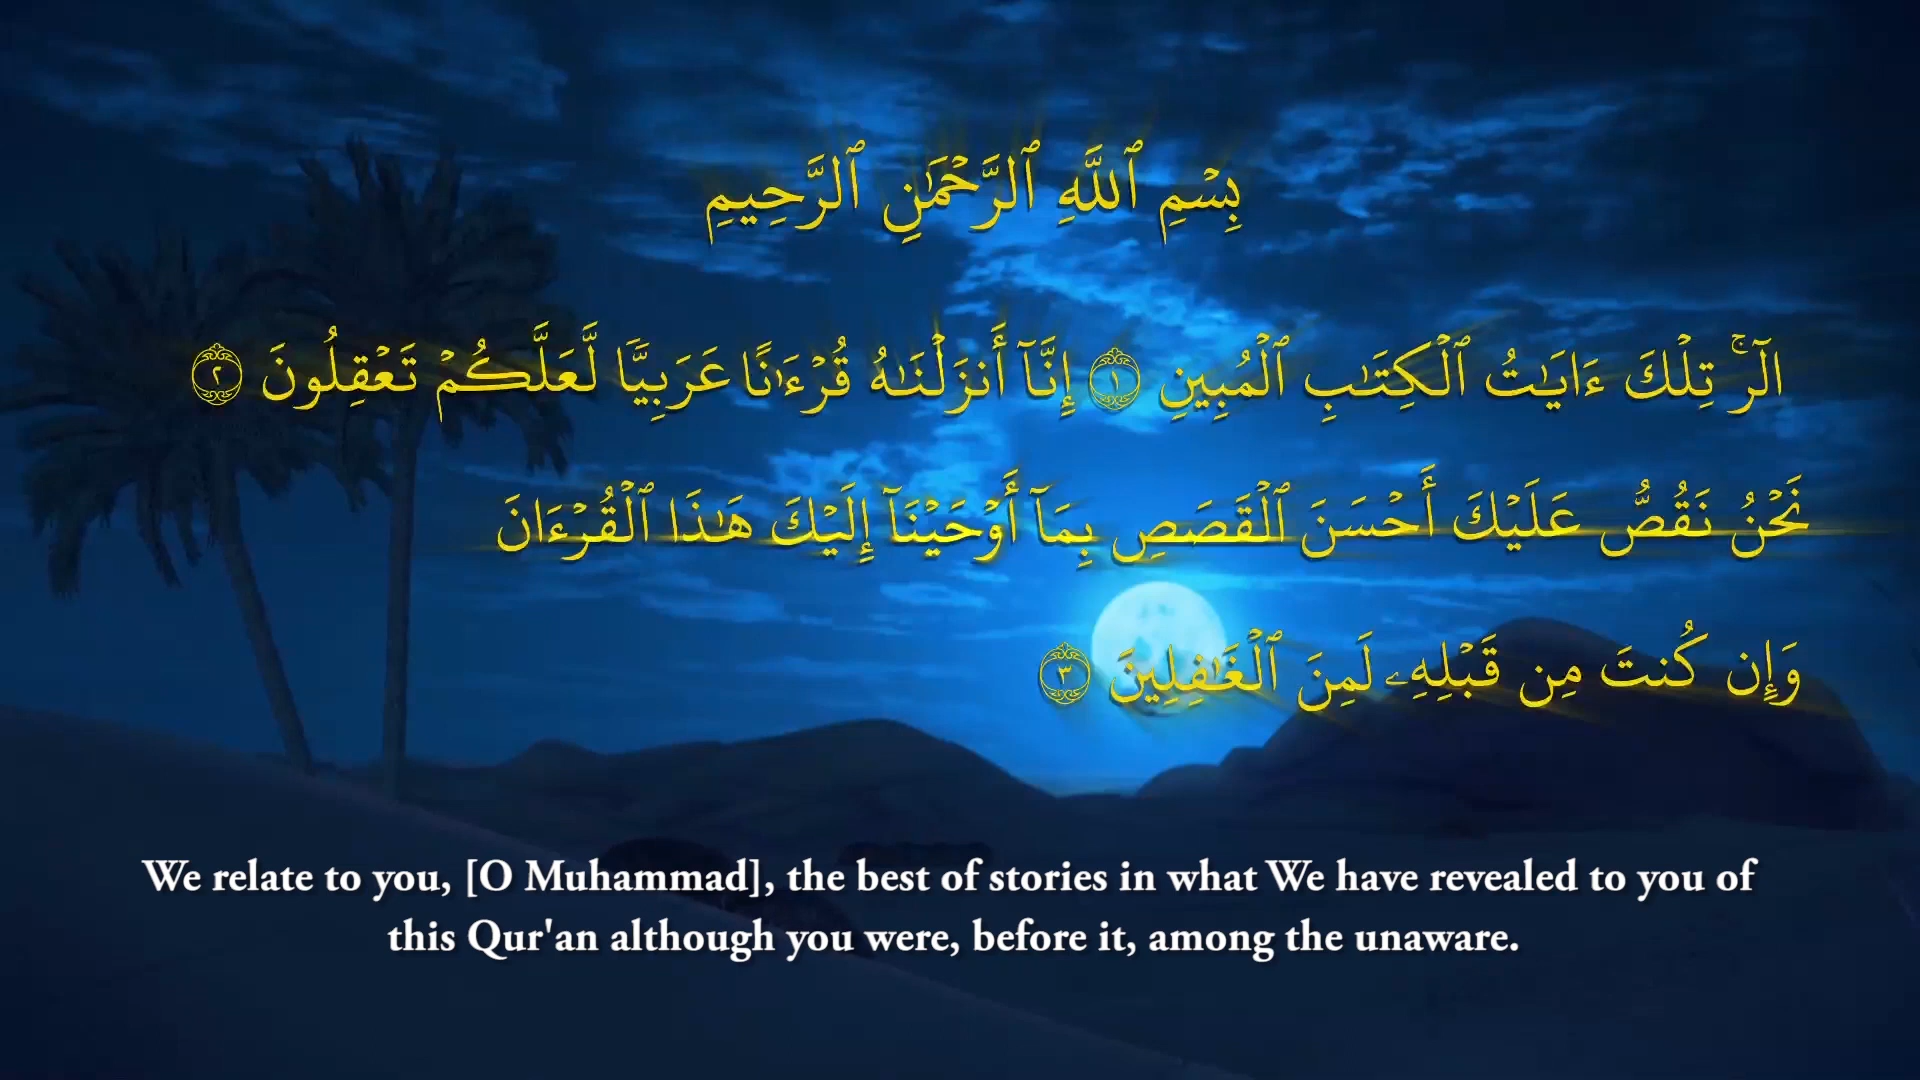 بِسْمِ ٱللَّهِ ٱلرَّحْمَٰنِ ٱلرَّحِيمِ
الٓرۚ تِلْكَ ءَايَٰتُ ٱلْكِتَٰبِ ٱلْمُبِينِ ١ إِنَّآ أَنزَلْنَٰهُ قُرْءَٰنًا عَرَبِيًّا لَّعَلَّكُمْ تَعْقِلُونَ ٢
نَحْنُ نَقُصُّ عَلَيْكَ أَحْسَنَ ٱلْقَصَصِ بِمَآ أَوْحَيْنَآ إِلَيْكَ هَٰذَا ٱلْقُرْءَانَ
وَإِن كُنتَ مِن قَبْلِهِۦ لَمِنَ ٱلْغَٰفِلِينَ ٣
We relate to you, [O Muhammad], the best of stories in what We have revealed to you of
this Qur'an although you were, before it, among the unaware.